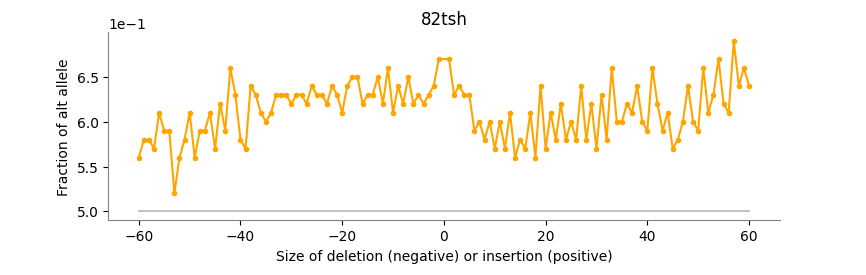 82tsh
1e−1
Fraction of alt allele
6.5
6.0
5.5
5.0
−60 −40 −20 0 20 40 60
Size of deletion (negative) or insertion (positive)